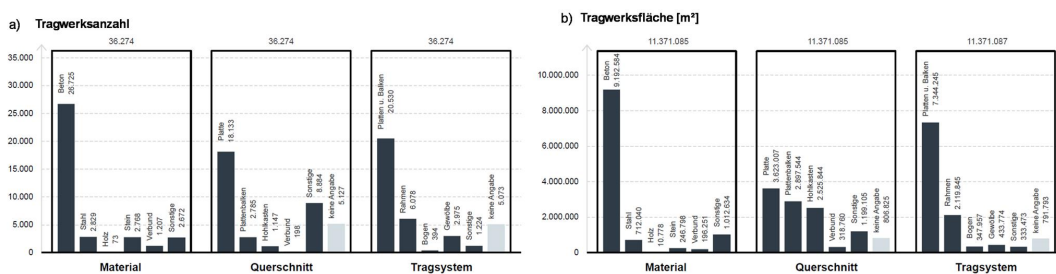 a) Tragwerksanzahl
36.274
36.274
36.274
35.000
30.000
25.000
20.000
15.000
10.000
5.000
0
Beton
26.725
Stahl
2.829
Holz
73
Stein
2.768
Verbund
1.207
Sonstige
2.672
Platte
18.133
Plattenbalken
2.785
Hohlkasten
1.147
Verbund
198
Sonstige
8.884
keine Angabe
5.127
Platten u. Balken
20.530
Rahmen
6.078
Bogen
394
Gewölbe
2.975
Sonstige
1.224
keine Angabe
5.073
Material
Querschnitt
Tragsystem
b) Tragwerksfläche [m²]
11.371.085
11.371.085
11.371.087
10.000.000
8.000.000
6.000.000
4.000.000
2.000.000
0
Beton
9.192.584
Stahl
712.040
Holz
10.778
Stein
246.798
Verbund
196.251
Sonstige
1.012.634
Platte
3.623.007
Plattenbalken
2.897.544
Hohlkasten
2.525.844
Verbund
318.760
Sonstige
1.199.105
keine Angabe
806.825
Platten u. Balken
7.344.245
Rahmen
2.119.845
Bogen
347.957
Gewölbe
433.774
Sonstige
333.473
keine Angabe
791.793
Material
Querschnitt
Tragsystem